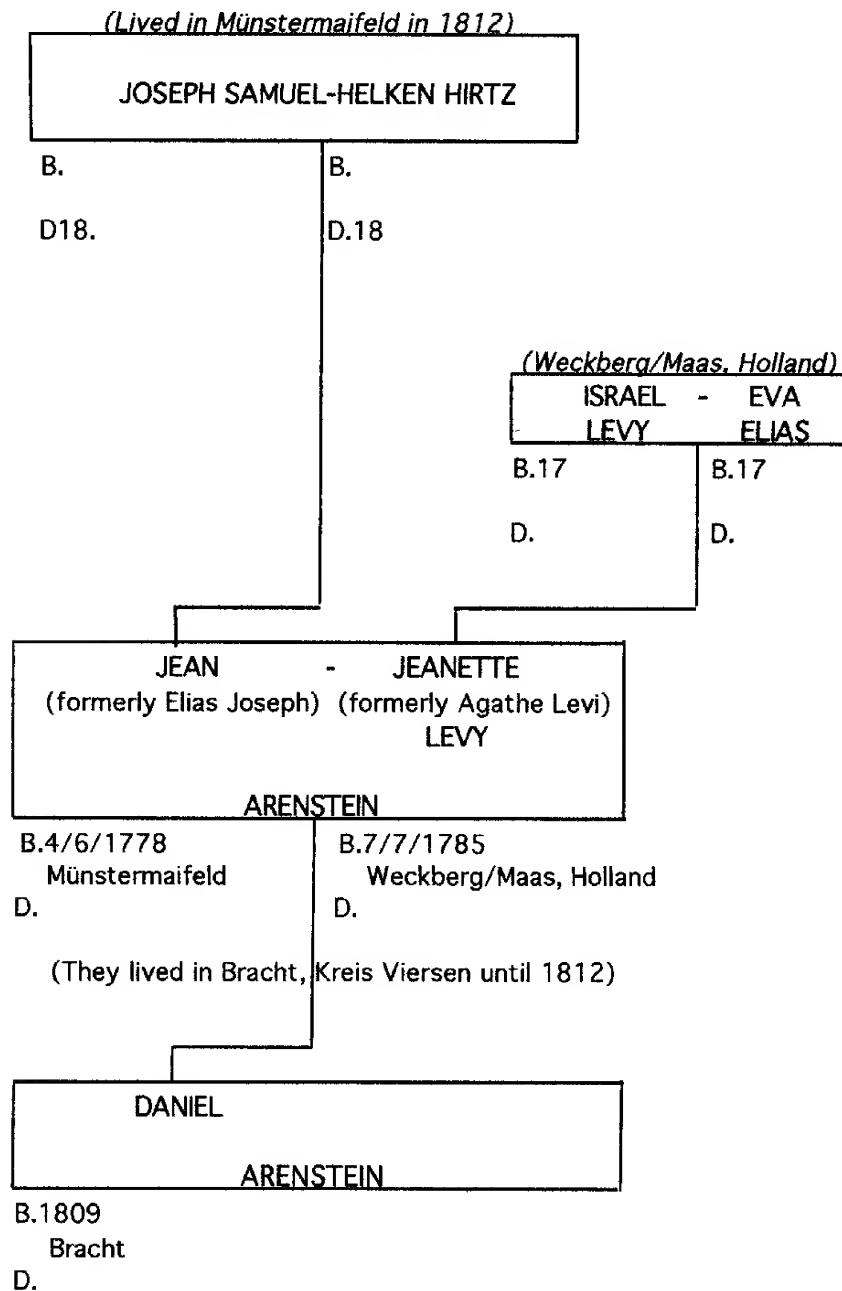 (Lived in Münstermaifeld in 1812)
JOSEPH SAMUEL-HELKEN HIRTZ
B. B.
D18. D.18
(Weckberg/Maas, Holland)
ISRAEL - EVA
LEVY ELIAS
B.17 B.17
D. D.
JEAN - JEANETTE
(formerly Elias Joseph) (formerly Agathe Levi)
LEVY
ARENSTEIN
B.4/6/1778 B.7/7/1785
Münstermaifeld Weckberg/Maas, Holland
D. D.
(They lived in Bracht, Kreis Viersen until 1812)
DANIEL
ARENSTEIN
B.1809
Bracht
D.